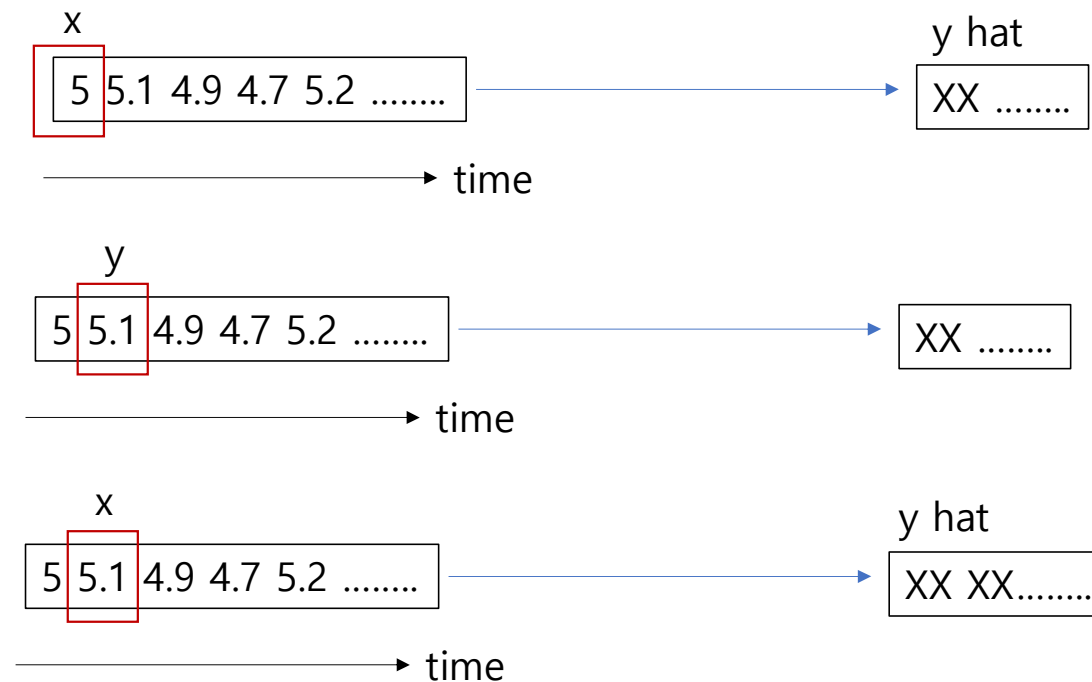 x
y hat
5 5.1 4.9 4.7 5.2 ........
XX ........
time
y
5 5.1 4.9 4.7 5.2 ........
XX ........
time
x
y hat
5 5.1 4.9 4.7 5.2 ........
XX XX........
time